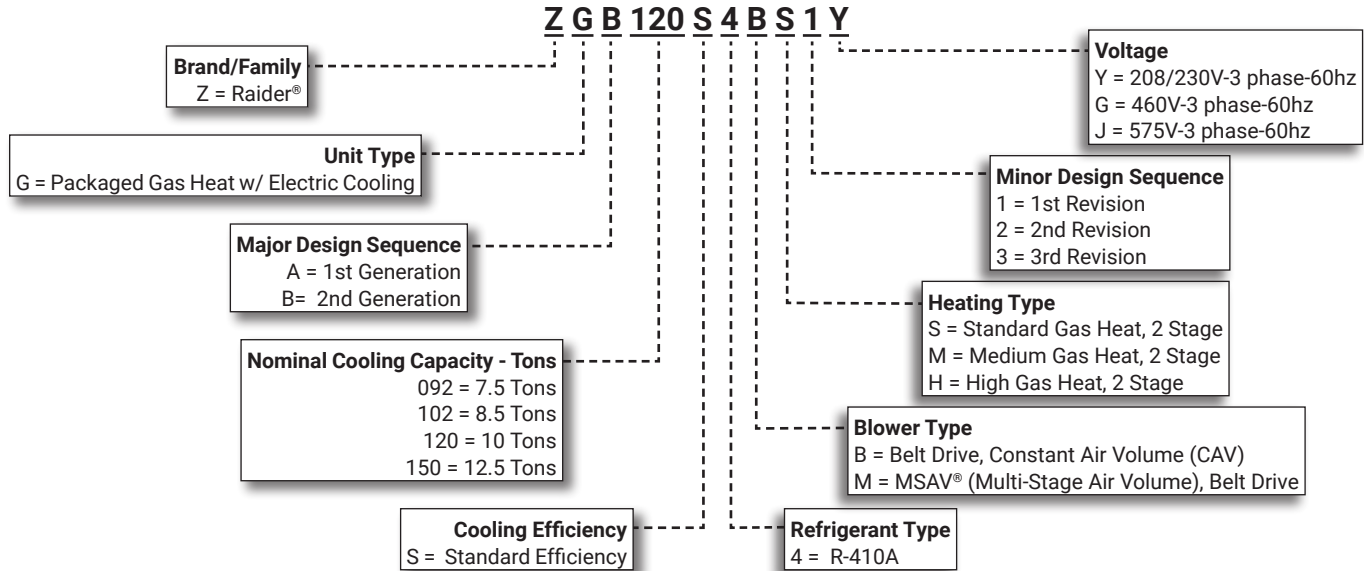 Z G B 120 S 4 B S 1 Y
Brand/Family
Z = Raider®
Unit Type
G = Packaged Gas Heat w/ Electric Cooling
Major Design Sequence
A = 1st Generation
B= 2nd Generation
Nominal Cooling Capacity - Tons
092 = 7.5 Tons
102 = 8.5 Tons
120 = 10 Tons
150 = 12.5 Tons
Cooling Efficiency
S = Standard Efficiency
Refrigerant Type
4 = R-410A
Blower Type
B = Belt Drive, Constant Air Volume (CAV)
M = MSAV® (Multi-Stage Air Volume), Belt Drive
Heating Type
S = Standard Gas Heat, 2 Stage
M = Medium Gas Heat, 2 Stage
H = High Gas Heat, 2 Stage
Minor Design Sequence
1 = 1st Revision
2 = 2nd Revision
3 = 3rd Revision
Voltage
Y = 208/230V-3 phase-60hz
G = 460V-3 phase-60hz
J = 575V-3 phase-60hz